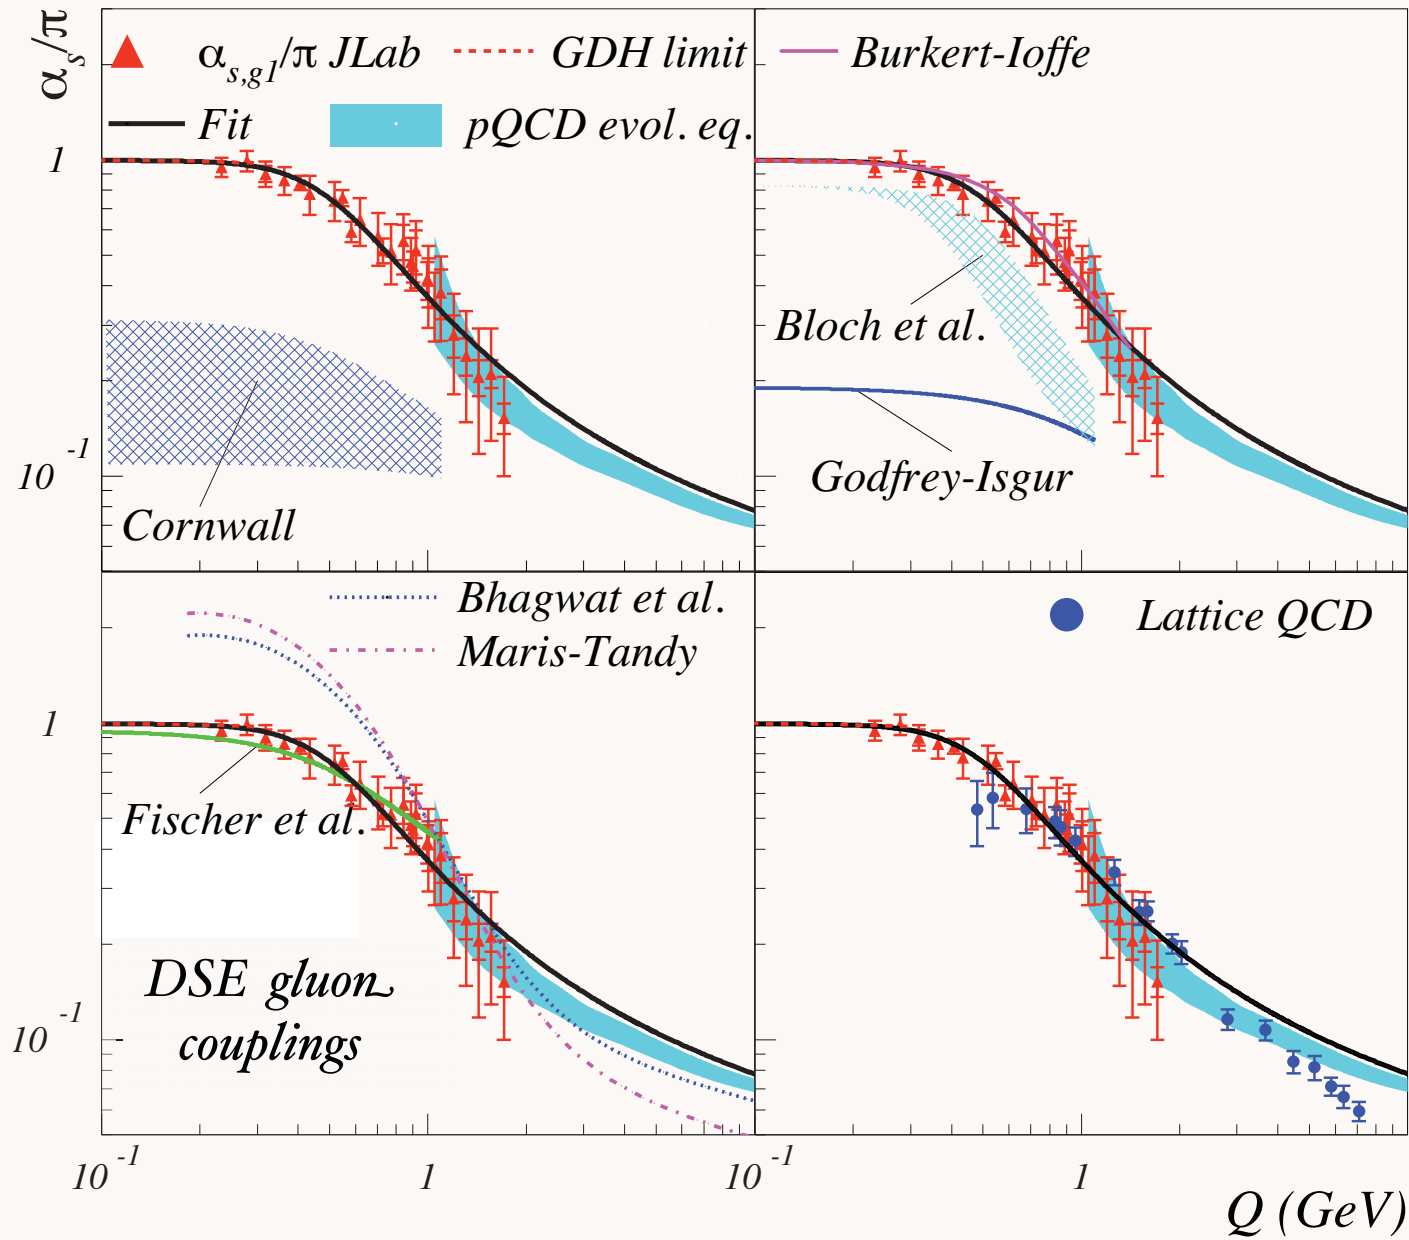 α_s/π
α_{s,g1}/π JLab
GDH limit
Burkert-Ioffe
Fit
pQCD evol. eq.
1
Bloch et al.
10^{-1}
Godfrey-Isgur
Cornwall
Bhagwat et al.
Lattice QCD
Maris-Tandy
1
Fischer et al.
DSE gluon
couplings
10^{-1}
10^{-1}
1
10^{-1}
1
Q (GeV)